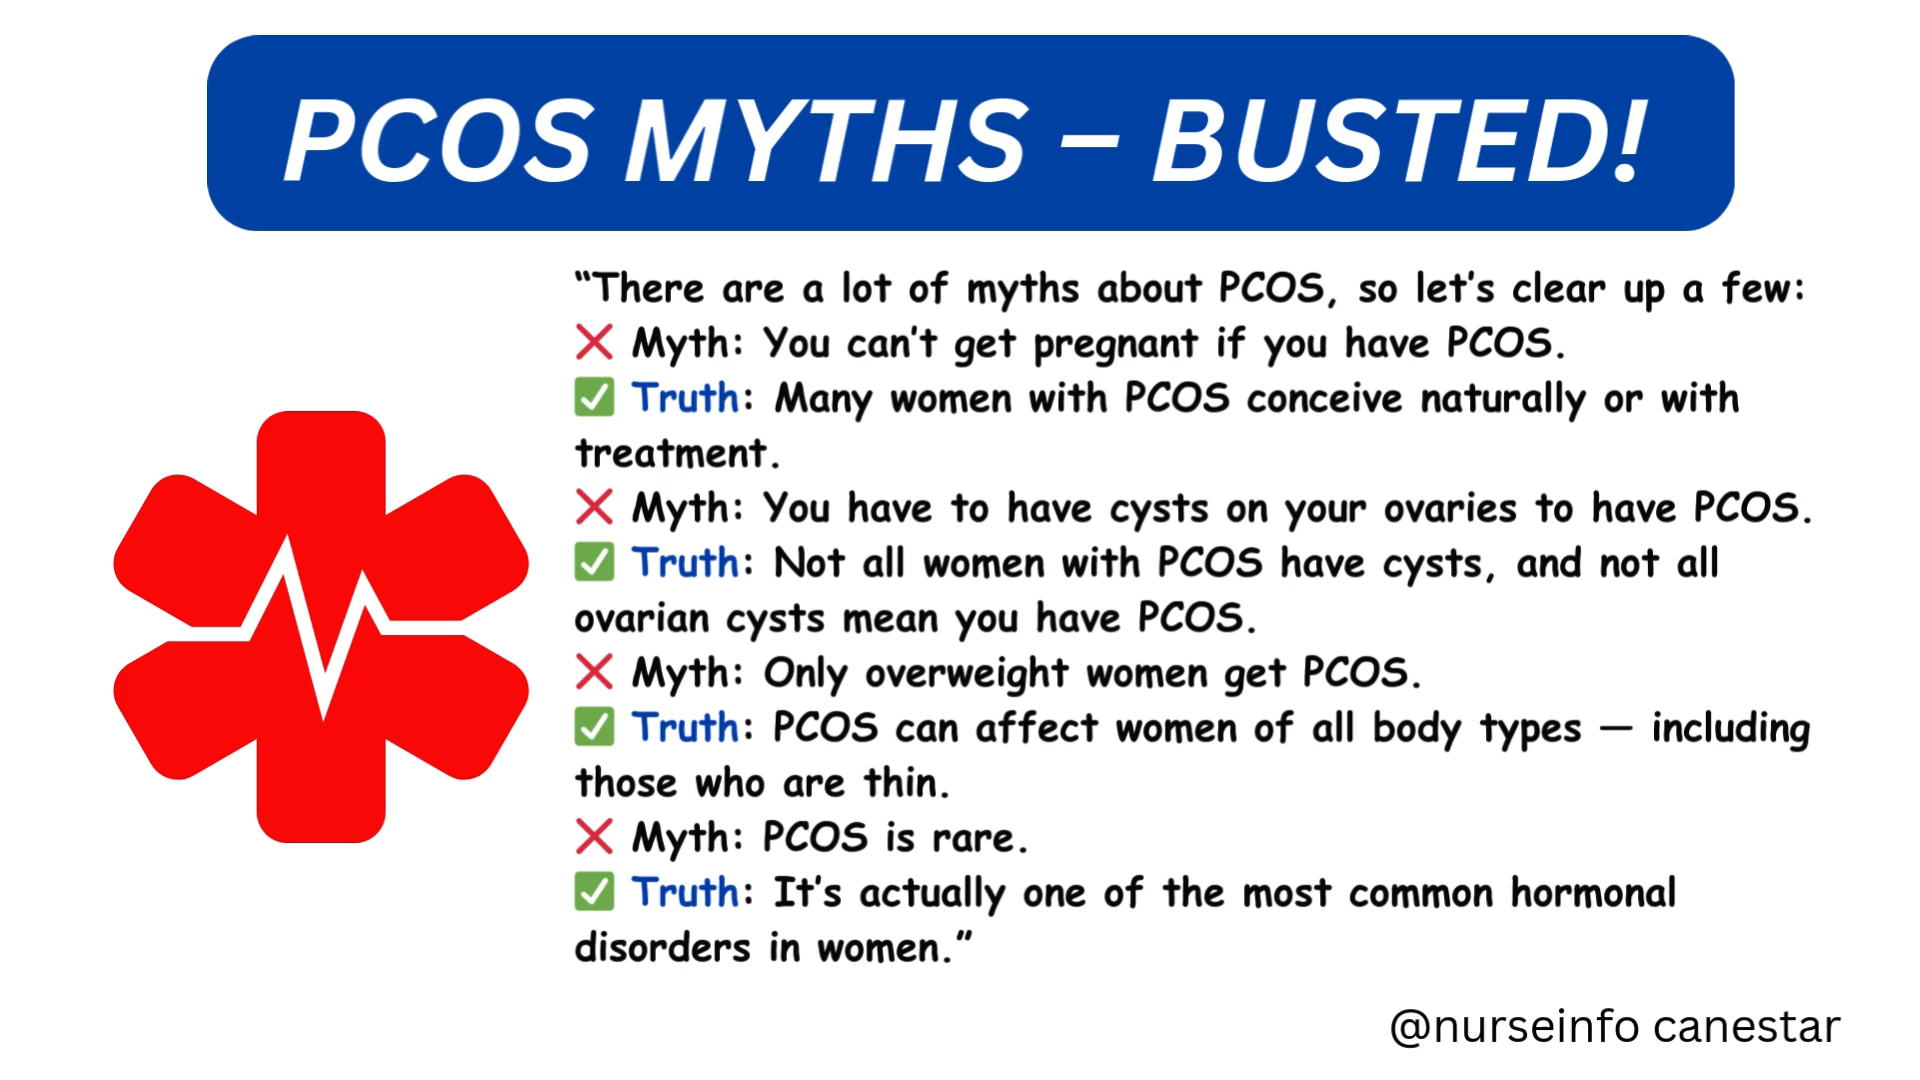 PCOS MYTHS – BUSTED!
“There are a lot of myths about PCOS, so let’s clear up a few:
❌ Myth: You can’t get pregnant if you have PCOS.
✅ Truth: Many women with PCOS conceive naturally or with
treatment.
❌ Myth: You have to have cysts on your ovaries to have PCOS.
✅ Truth: Not all women with PCOS have cysts, and not all
ovarian cysts mean you have PCOS.
❌ Myth: Only overweight women get PCOS.
✅ Truth: PCOS can affect women of all body types — including
those who are thin.
❌ Myth: PCOS is rare.
✅ Truth: It’s actually one of the most common hormonal
disorders in women.”
@nurseinfo canestar